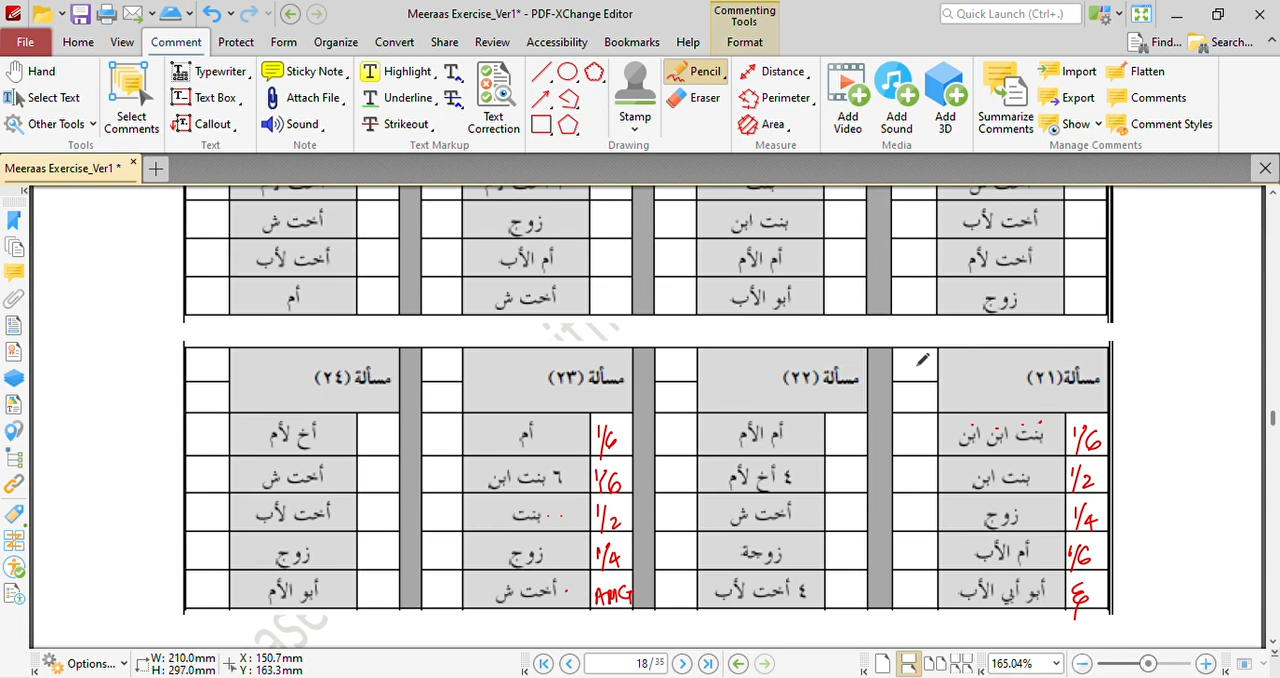 Meeraas Exercise_Ver1* - PDF-XChange Editor
Commenting Tools
Quick Launch (Ctrl+.)
File Home View Comment Protect Form Organize Convert Share Review Accessibility Bookmarks Help Format Find... Search...
Hand
Select Text
Other Tools
Select Comments
Typewriter
Text Box
Callout
Sticky Note
Attach File
Sound
Highlight
Underline
Strikeout
Text Correction
Stamp
Pencil
Eraser
Distance
Perimeter
Area
Add Video
Add Sound
Add 3D
Summarize Comments
Import
Export
Show
Flatten
Comments
Comment Styles
Tools Text Note Text Markup Drawing Measure Media Manage Comments
Meeraas Exercise_Ver1 *
أخت لأب
بنت ابن
زوج
أخت ش
أخت لأم
أم الأم
أم الأب
أخت لأب
زوج
أبو الأب
أخت ش
أم
مسألة(٢١)
مسألة (٢٢)
مسألة (٢٣)
مسألة (٢٤)
1/6 بنت ابن ابن
أم الأم
1/6 أم
أخ لأم
1/2 بنت ابن
٤ أخ لأم
1/6 ٦ بنت ابن
أخت ش
1/4 زوج
أخت ش
1/2 بنت
أخت لأب
1/6 أم الأب
زوجة
1/4 زوج
زوج
ع أبو أبي الأب
٤ أخت لأب
AMG أخت ش
أبو الأم
Options... W: 210.0mm H: 297.0mm X: 150.7mm Y: 163.3mm 18 / 35 165.04%